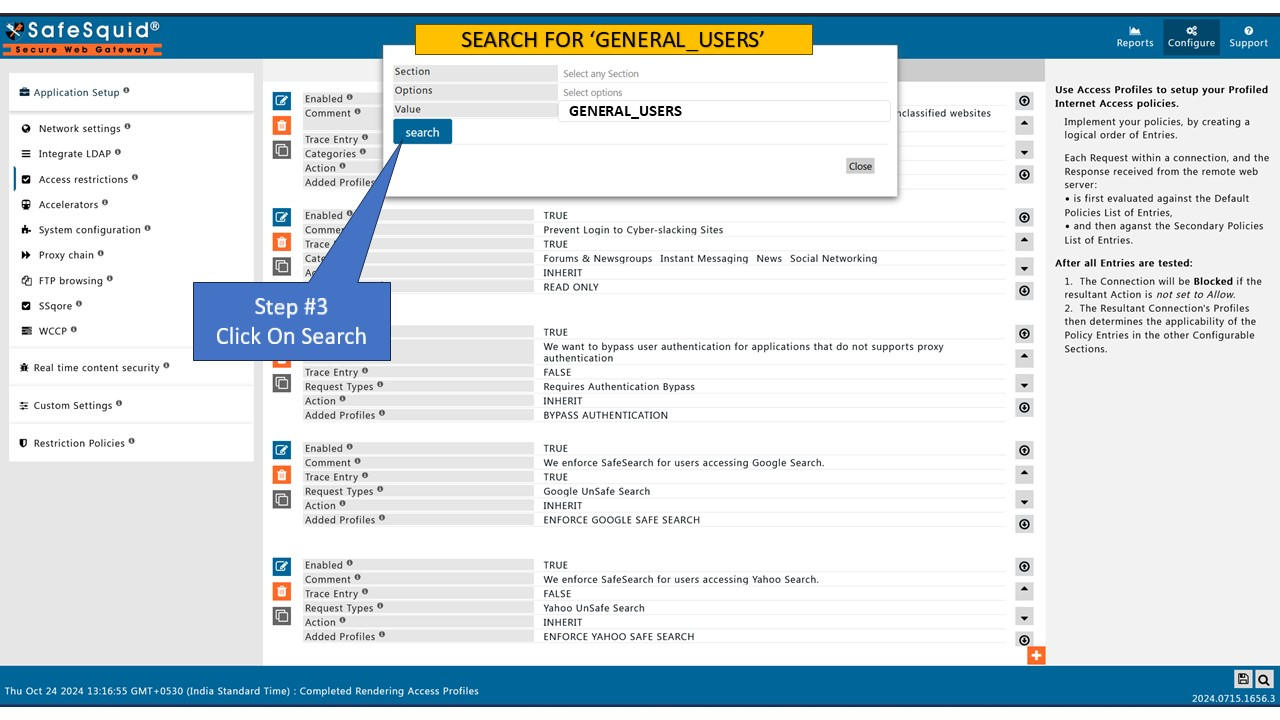 SafeSquid®
Secure Web Gateway
SEARCH FOR ‘GENERAL_USERS’
Reports
Configure
Support
Application Setup
Network settings
Integrate LDAP
Access restrictions
Accelerators
System configuration
Proxy chain
FTP browsing
SSqore
WCCP
Real time content security
Custom Settings
Restriction Policies
Section Select any Section
Options Select options
Value GENERAL_USERS
search
Close
Step #3
Click On Search
Enabled
Comment nclassified websites
Trace Entry
Categories
Action
Added Profiles
Enabled TRUE
Commen Prevent Login to Cyber-slacking Sites
Trace TRUE
Cate Forums & Newsgroups Instant Messaging News Social Networking
Ac INHERIT
READ ONLY
TRUE
We want to bypass user authentication for applications that do not supports proxy
authentication
Trace Entry FALSE
Request Types Requires Authentication Bypass
Action INHERIT
Added Profiles BYPASS AUTHENTICATION
Enabled TRUE
Comment We enforce SafeSearch for users accessing Google Search.
Trace Entry TRUE
Request Types Google UnSafe Search
Action INHERIT
Added Profiles ENFORCE GOOGLE SAFE SEARCH
Enabled TRUE
Comment We enforce SafeSearch for users accessing Yahoo Search.
Trace Entry FALSE
Request Types Yahoo UnSafe Search
Action INHERIT
Added Profiles ENFORCE YAHOO SAFE SEARCH
Use Access Profiles to setup your Profiled
Internet Access policies.
Implement your policies, by creating a
logical order of Entries.
Each Request within a connection, and the
Response received from the remote web
server:
• is first evaluated against the Default
Policies List of Entries,
• and then aganst the Secondary Policies
List of Entries.
After all Entries are tested:
1. The Connection will be Blocked if the
resultant Action is not set to Allow.
2. The Resultant Connection's Profiles
then determines the applicability of the
Policy Entries in the other Configurable
Sections.
Thu Oct 24 2024 13:16:55 GMT+0530 (India Standard Time) : Completed Rendering Access Profiles
2024.0715.1656.3